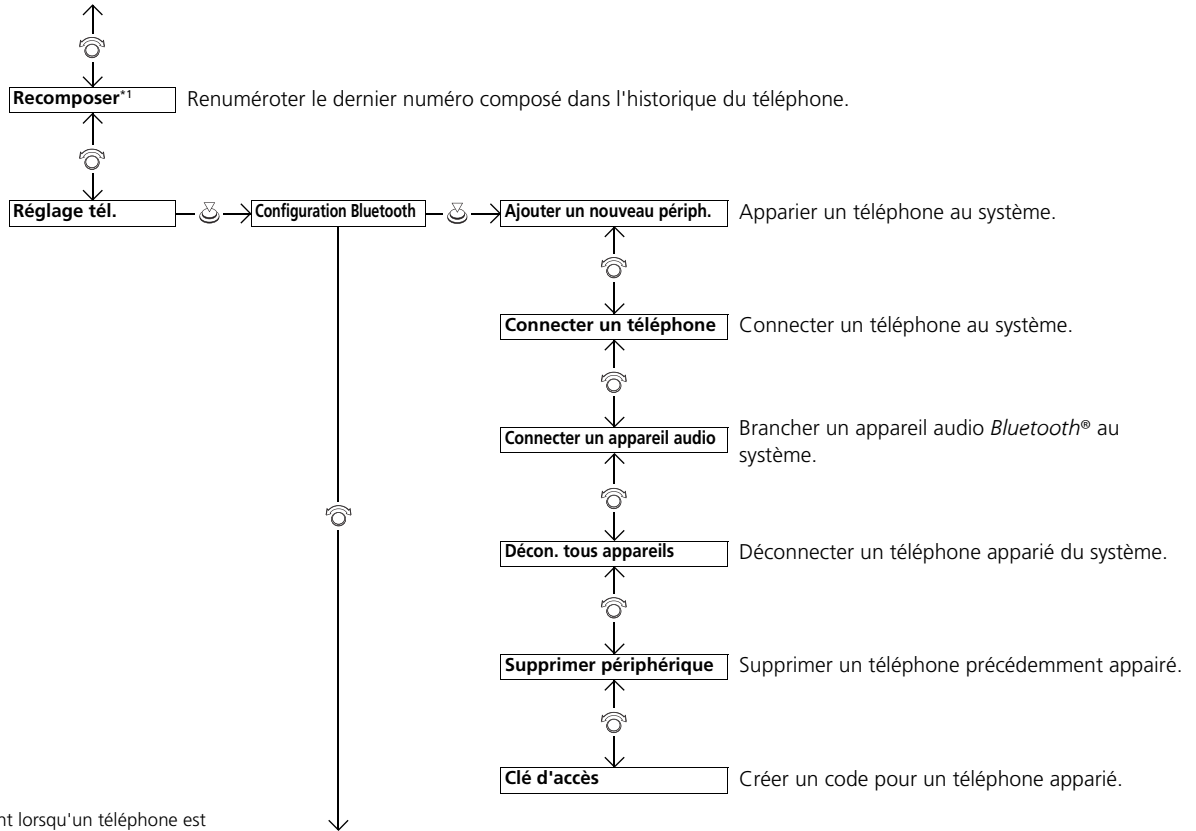 Recomposer*1 Renuméroter le dernier numéro composé dans l'historique du téléphone.
Réglage tél. Configuration Bluetooth Ajouter un nouveau périph. Apparier un téléphone au système.
Connecter un téléphone Connecter un téléphone au système.
Connecter un appareil audio Brancher un appareil audio Bluetooth® au
système.
Décon. tous appareils Déconnecter un téléphone apparié du système.
Supprimer périphérique Supprimer un téléphone précédemment appairé.
Clé d'accès Créer un code pour un téléphone apparié.
lorsqu'un téléphone est